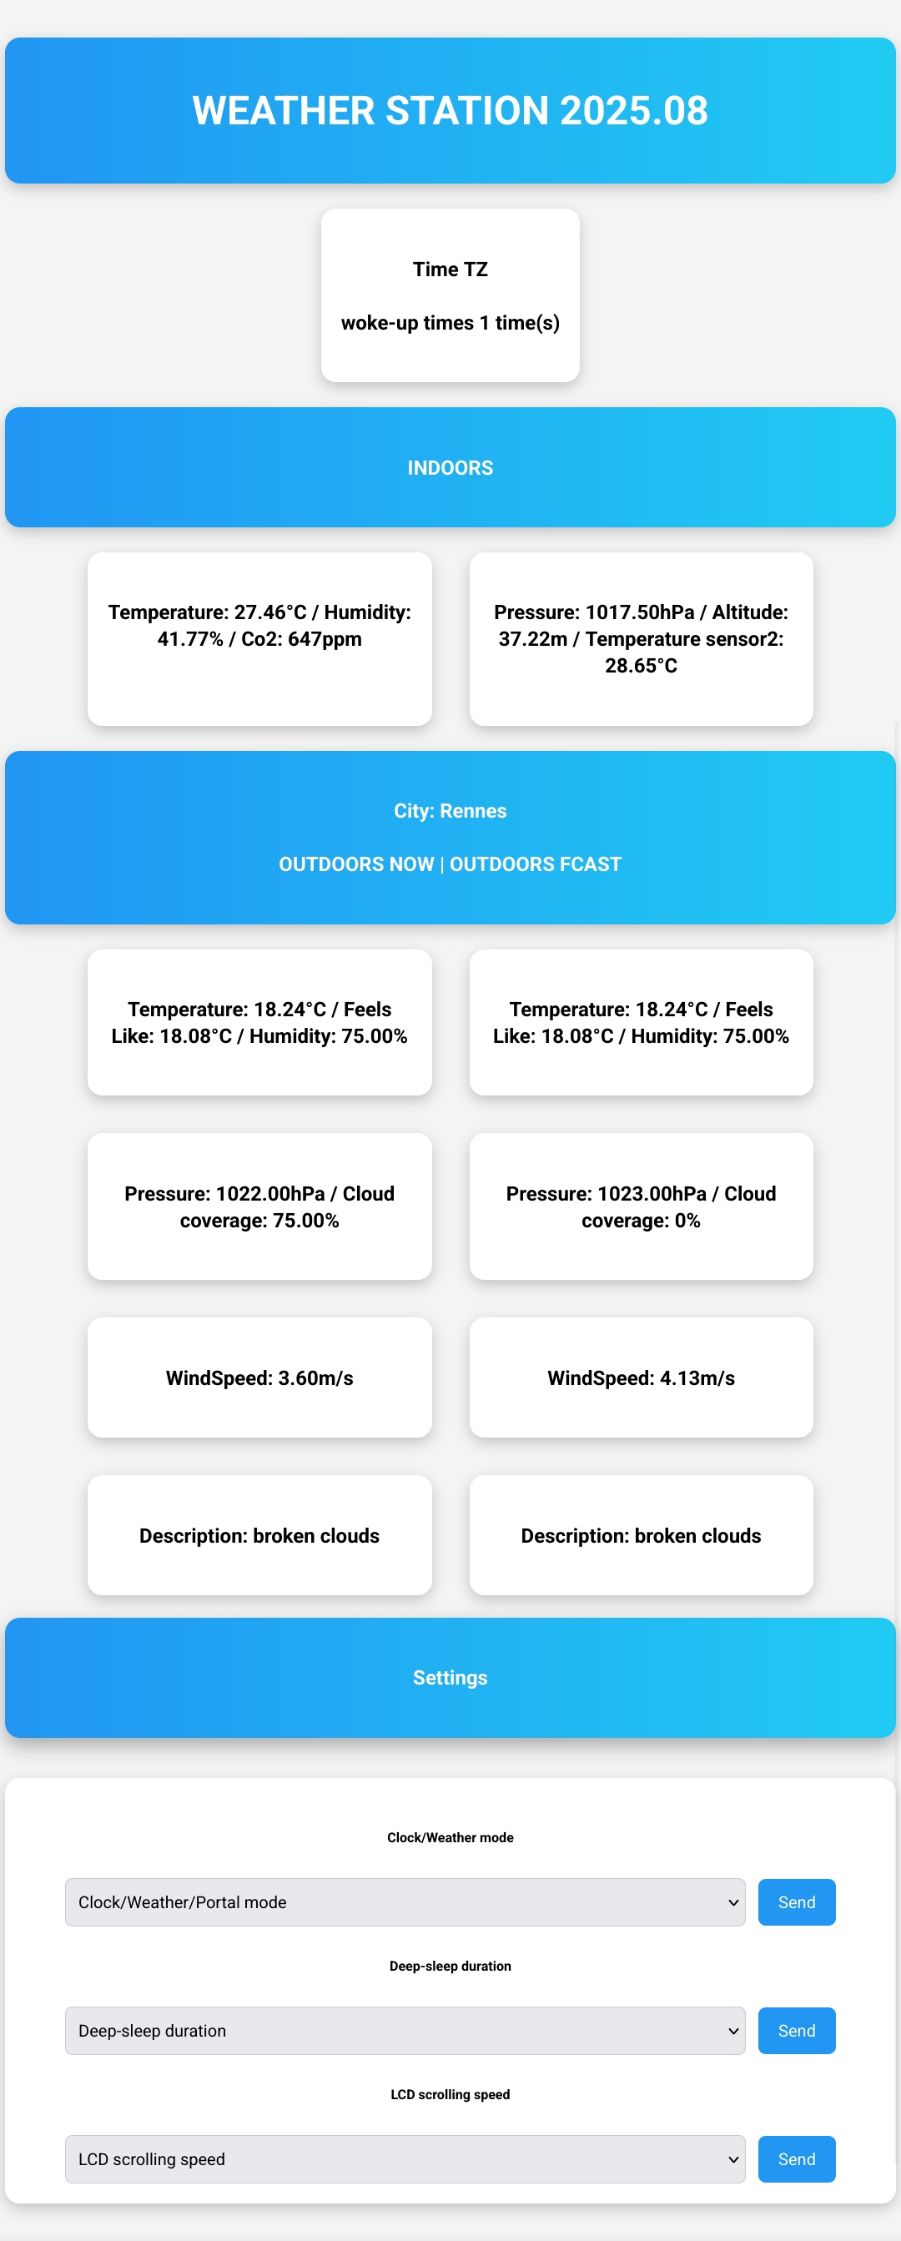 WEATHER STATION 2025.08
Time TZ
woke-up times 1 time(s)
INDOORS
Temperature: 27.46°C / Humidity:
41.77% / Co2: 647ppm
Pressure: 1017.50hPa / Altitude:
37.22m / Temperature sensor2:
28.65°C
City: Rennes
OUTDOORS NOW | OUTDOORS FCAST
Temperature: 18.24°C / Feels
Like: 18.08°C / Humidity: 75.00%
Temperature: 18.24°C / Feels
Like: 18.08°C / Humidity: 75.00%
Pressure: 1022.00hPa / Cloud
coverage: 75.00%
Pressure: 1023.00hPa / Cloud
coverage: 0%
WindSpeed: 3.60m/s
WindSpeed: 4.13m/s
Description: broken clouds
Description: broken clouds
Settings
Clock/Weather mode
Clock/Weather/Portal mode
Send
Deep-sleep duration
Deep-sleep duration
Send
LCD scrolling speed
LCD scrolling speed
Send